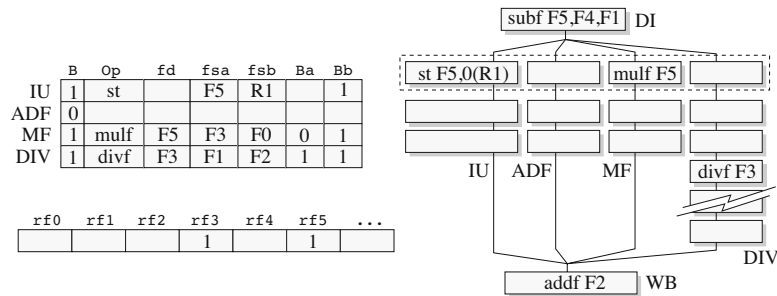 subf F5,F4,F1 DI
B Op fd fsa fsb Ba Bb
IU 1 st F5 R1 1
ADF 0
MF 1 mulf F5 F3 F0 0 1
DIV 1 divf F3 F1 F2 1 1
st F5,0(R1) mulf F5
IU ADF MF
divf F3
DIV
rf0 rf1 rf2 rf3 rf4 rf5 ...
1 1
addf F2 WB